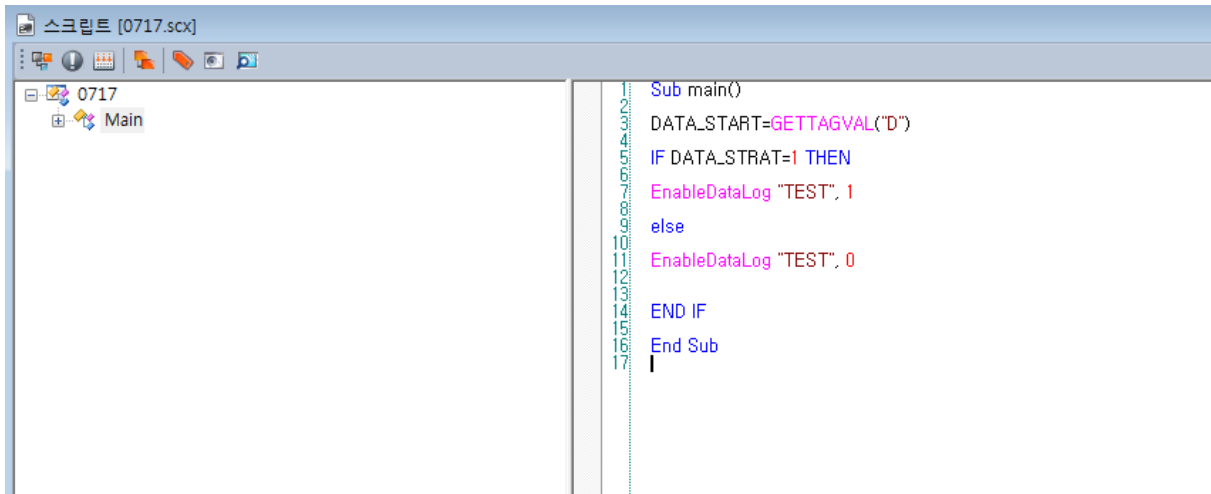 스크립트 [0717.scx]
0717
Main
1 Sub main()
2
3 DATA_START=GETTAGVAL("D")
4
5 IF DATA_STRAT=1 THEN
6
7 EnableDataLog "TEST", 1
8
9 else
10
11 EnableDataLog "TEST", 0
12
13
14 END IF
15
16 End Sub
17